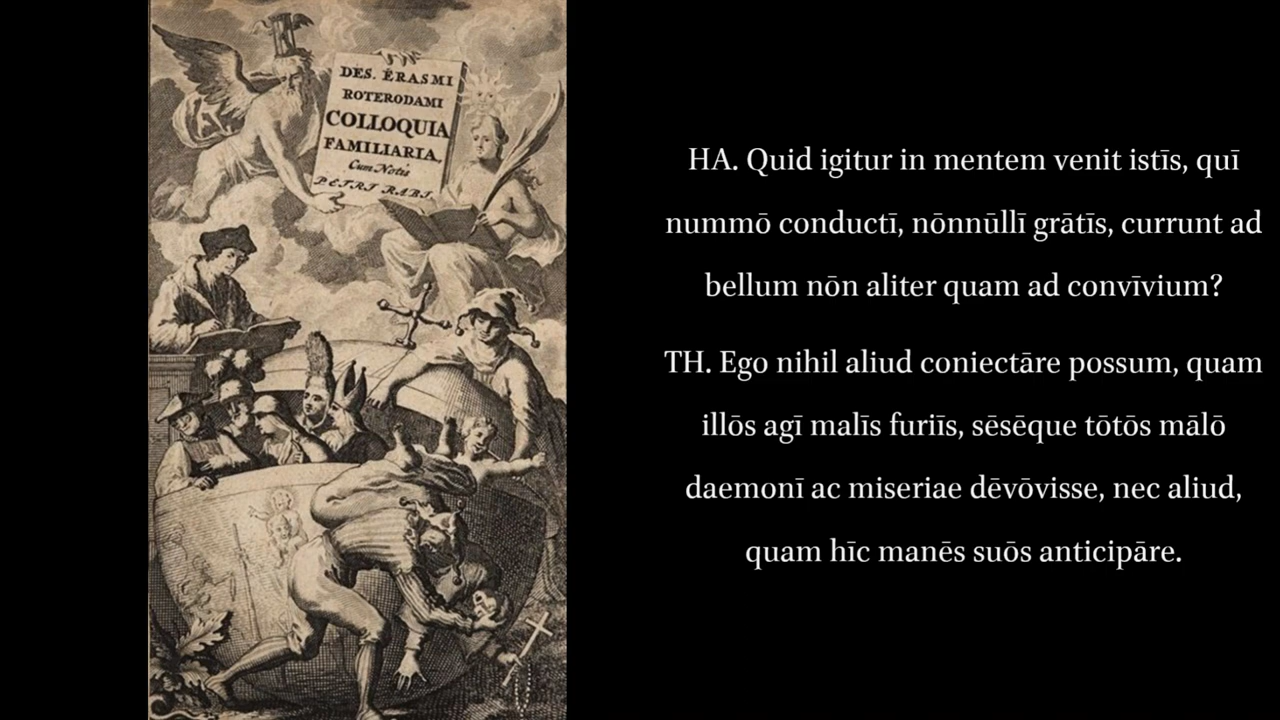 DES. ERASMI
ROTERODAMI
COLLOQUIA
FAMILIARIA,
Cum Notis
PETRI RABI.
HA. Quid igitur in mentem venit istīs, quī
nummō conductī, nōnnūllī grātīs, currunt ad
bellum nōn aliter quam ad convīvium?
TH. Ego nihil aliud coniectāre possum, quam
illōs agī malīs furiīs, sēsēque tōtōs mālō
daemonī ac miseriae dēvōvisse, nec aliud,
quam hīc manēs suōs anticipāre.